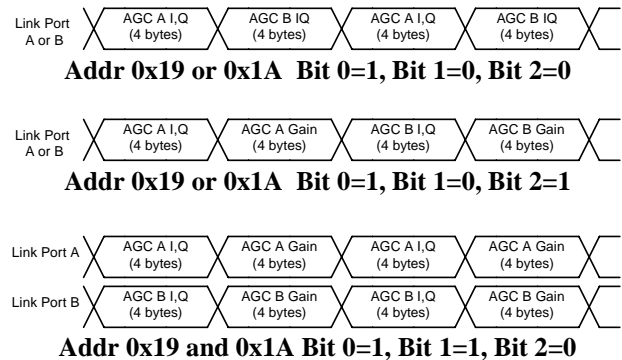 Link Port A or B
AGC A I,Q (4 bytes)
AGC B IQ (4 bytes)
AGC A I,Q (4 bytes)
AGC B IQ (4 bytes)
Addr 0x19 or 0x1A Bit 0=1, Bit 1=0, Bit 2=0
Link Port A or B
AGC A I,Q (4 bytes)
AGC A Gain (4 bytes)
AGC B I,Q (4 bytes)
AGC B Gain (4 bytes)
Addr 0x19 or 0x1A Bit 0=1, Bit 1=0, Bit 2=1
Link Port A
AGC A I,Q (4 bytes)
AGC A Gain (4 bytes)
AGC A I,Q (4 bytes)
AGC A Gain (4 bytes)
Link Port B
AGC B I,Q (4 bytes)
AGC B Gain (4 bytes)
AGC B I,Q (4 bytes)
AGC B Gain (4 bytes)
Addr 0x19 and 0x1A Bit 0=1, Bit 1=1, Bit 2=0